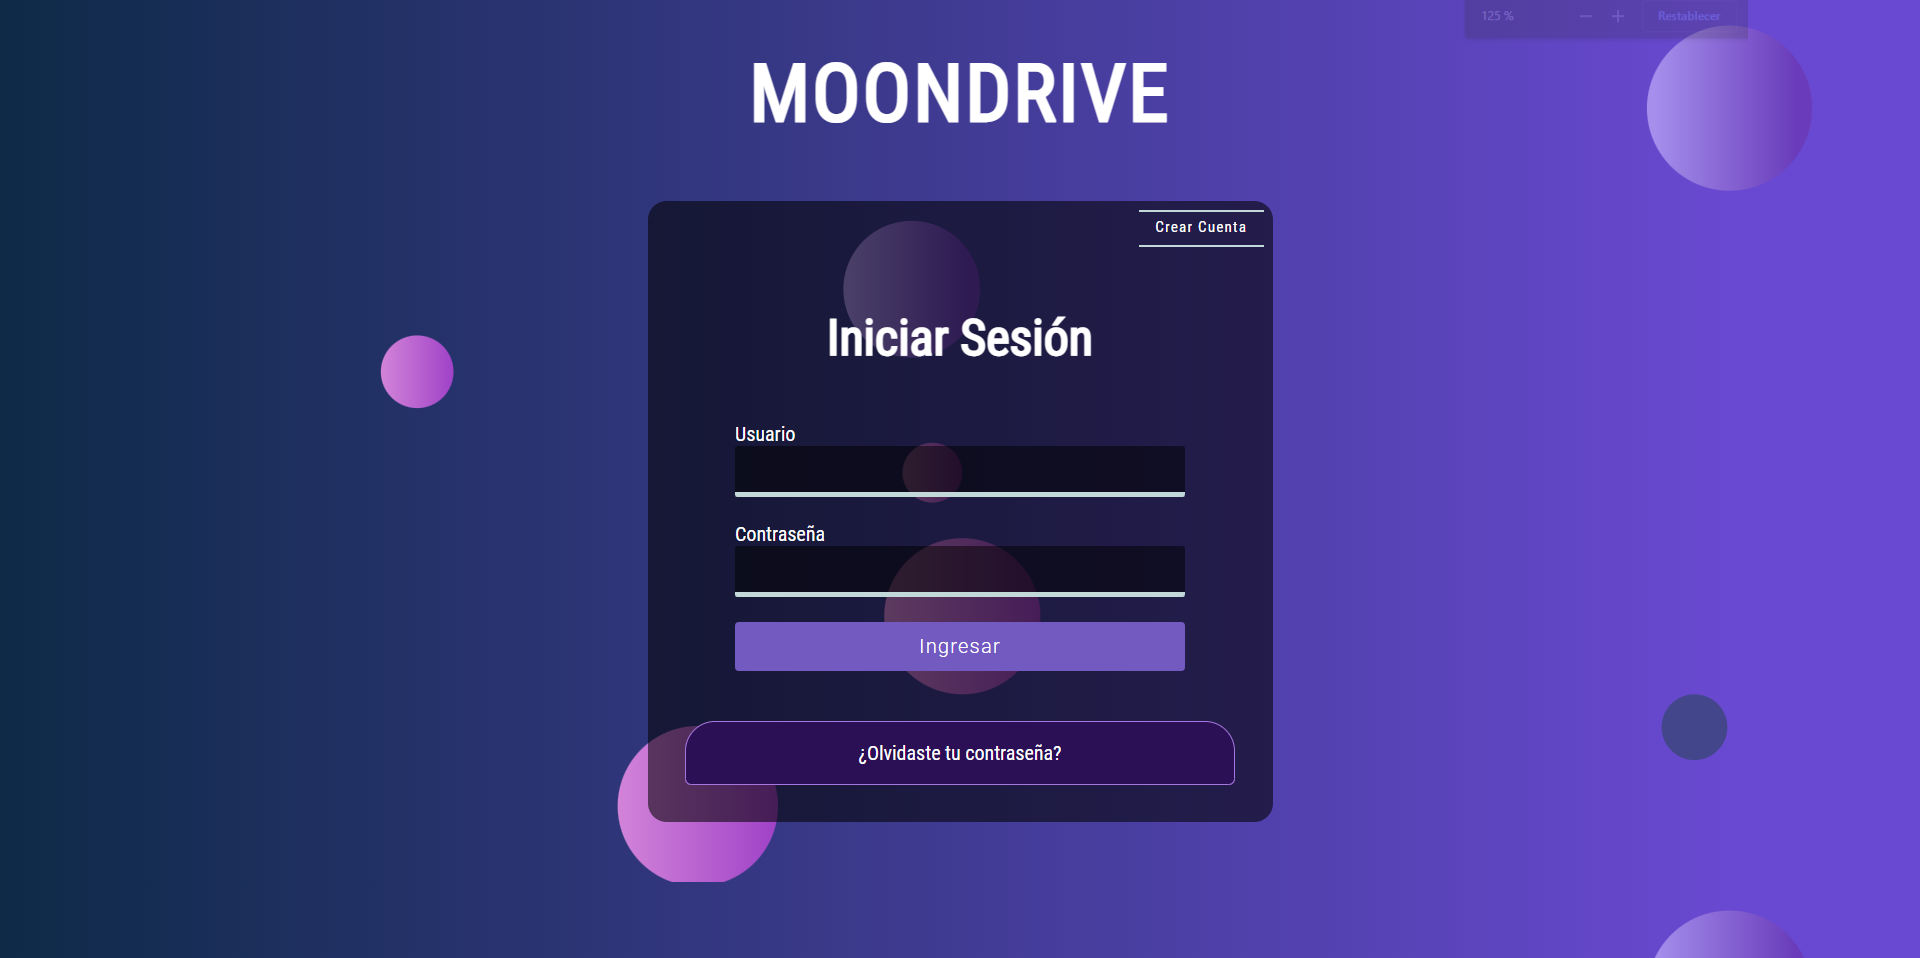 125 %
Restablecer
MOONDRIVE
Crear Cuenta
Iniciar Sesión
Usuario
Contraseña
Ingresar
¿Olvidaste tu contraseña?